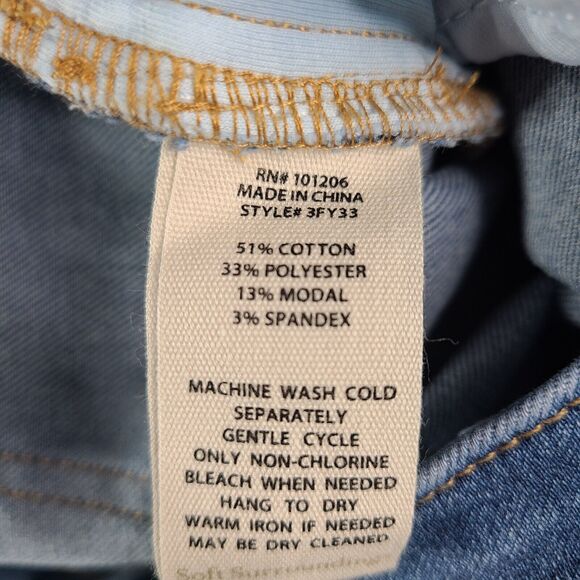 RN# 101206
MADE IN CHINA
STYLE# 3FY33
51% COTTON
33% POLYESTER
13% MODAL
3% SPANDEX
MACHINE WASH COLD
SEPARATELY
GENTLE CYCLE
ONLY NON-CHLORINE
BLEACH WHEN NEEDED
HANG TO DRY
WARM IRON IF NEEDED
MAY BE DRY CLEANED
Soft Surroundings